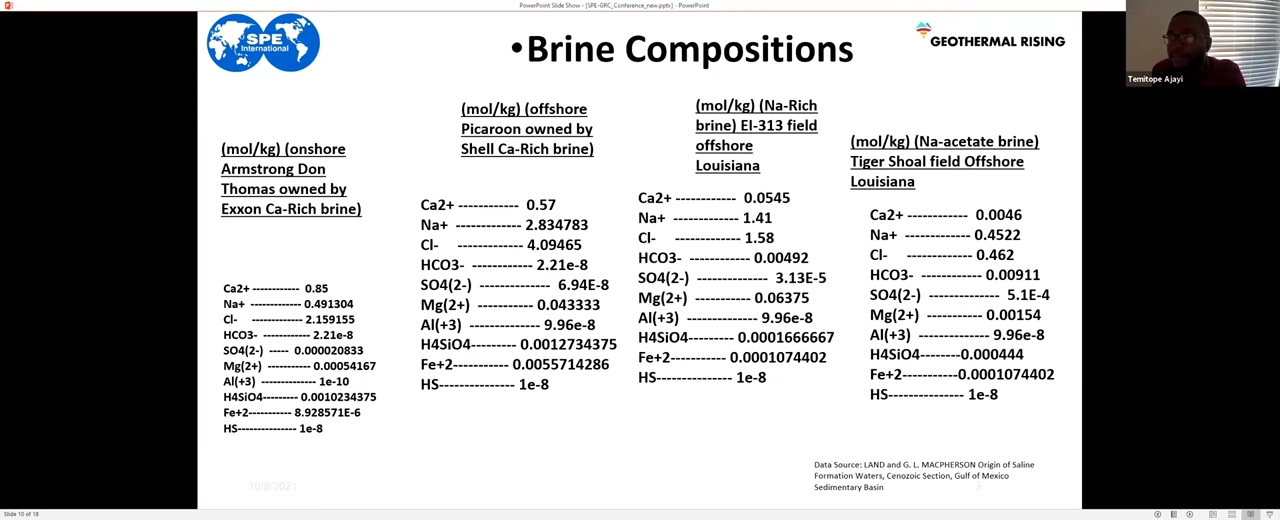 PowerPoint Slide Show - [SPE-GRC_Conference_new.pptx] - PowerPoint
SPE
International
•Brine Compositions
GEOTHERMAL RISING
Temitope Ajayi
(mol/kg) (onshore
Armstrong Don
Thomas owned by
Exxon Ca-Rich brine)
Ca2+ ------------ 0.85
Na+ ------------- 0.491304
Cl- ------------- 2.159155
HCO3- ------------ 2.21e-8
SO4(2-) ----- 0.000020833
Mg(2+) ----------- 0.00054167
Al(+3) -------------- 1e-10
H4SiO4--------- 0.0010234375
Fe+2----------- 8.928571E-6
HS--------------- 1e-8
(mol/kg) (offshore
Picaroon owned by
Shell Ca-Rich brine)
Ca2+ ------------ 0.57
Na+ ------------- 2.834783
Cl- ------------- 4.09465
HCO3- ------------ 2.21e-8
SO4(2-) -------------- 6.94E-8
Mg(2+) ----------- 0.043333
Al(+3) -------------- 9.96e-8
H4SiO4--------- 0.0012734375
Fe+2----------- 0.0055714286
HS--------------- 1e-8
(mol/kg) (Na-Rich
brine) EI-313 field
offshore
Louisiana
Ca2+ ------------ 0.0545
Na+ ------------- 1.41
Cl- ------------- 1.58
HCO3- ------------ 0.00492
SO4(2-) -------------- 3.13E-5
Mg(2+) ----------- 0.06375
Al(+3) -------------- 9.96e-8
H4SiO4--------- 0.0001666667
Fe+2----------- 0.0001074402
HS--------------- 1e-8
(mol/kg) (Na-acetate brine)
Tiger Shoal field Offshore
Louisiana
Ca2+ ------------ 0.0046
Na+ ------------- 0.4522
Cl- ------------- 0.462
HCO3- ------------ 0.00911
SO4(2-) -------------- 5.1E-4
Mg(2+) ----------- 0.00154
Al(+3) -------------- 9.96e-8
H4SiO4--------0.000444
Fe+2-----------0.0001074402
HS--------------- 1e-8
Data Source: LAND and G. L. MACPHERSON Origin of Saline
Formation Waters, Cenozoic Section, Gulf of Mexico
Sedimentary Basin
10/8/2021
Slide 10 of 18